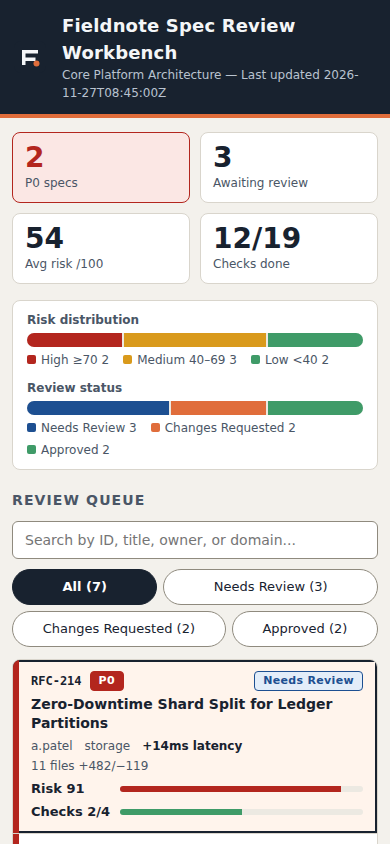 Fieldnote Spec Review
Workbench
Core Platform Architecture — Last updated 2026-
11-27T08:45:00Z
2
P0 specs
3
Awaiting review
54
Avg risk /100
12/19
Checks done
Risk distribution
High ≥70 2 Medium 40–69 3 Low <40 2
Review status
Needs Review 3 Changes Requested 2
Approved 2
REVIEW QUEUE
Search by ID, title, owner, or domain…
All (7) Needs Review (3)
Changes Requested (2) Approved (2)
RFC-214 P0 Needs Review
Zero-Downtime Shard Split for Ledger
Partitions
a.patel storage +14ms latency
11 files +482/−119
Risk 91
Checks 2/4